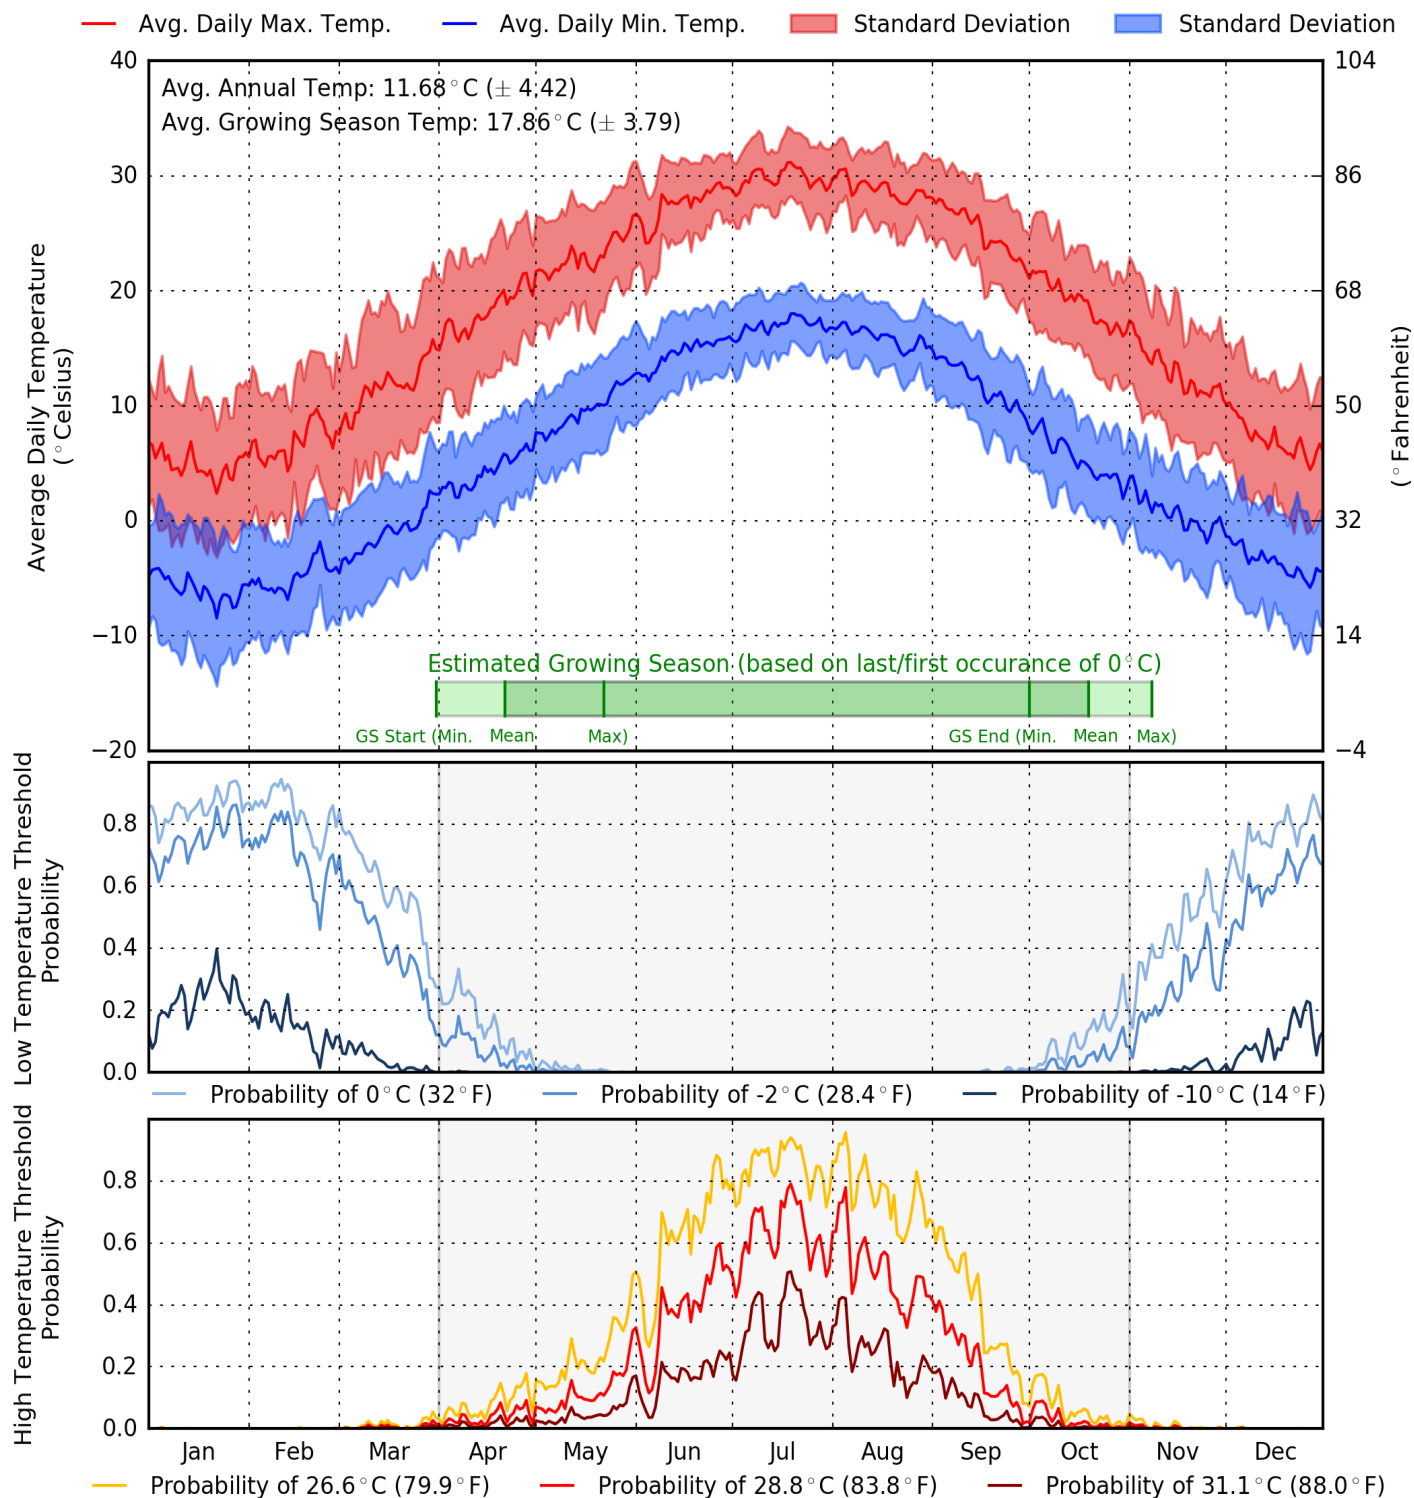 Avg. Daily Max. Temp. Avg. Daily Min. Temp. Standard Deviation Standard Deviation
Avg. Annual Temp: 11.68°C (± 4.42)
Avg. Growing Season Temp: 17.86°C (± 3.79)
40
30
20
10
0
−10
−20
Average Daily Temperature
(°Celsius)
104
86
68
50
32
14
−4
(°Fahrenheit)
Estimated Growing Season (based on last/first occurance of 0°C)
GS Start (Min. Mean Max) GS End (Min. Mean Max)
Low Temperature Threshold
Probability
0.8
0.6
0.4
0.2
0.0
Probability of 0°C (32°F) Probability of -2°C (28.4°F) Probability of -10°C (14°F)
High Temperature Threshold
Probability
0.8
0.6
0.4
0.2
0.0
Jan Feb Mar Apr May Jun Jul Aug Sep Oct Nov Dec
Probability of 26.6°C (79.9°F) Probability of 28.8°C (83.8°F) Probability of 31.1°C (88.0°F)